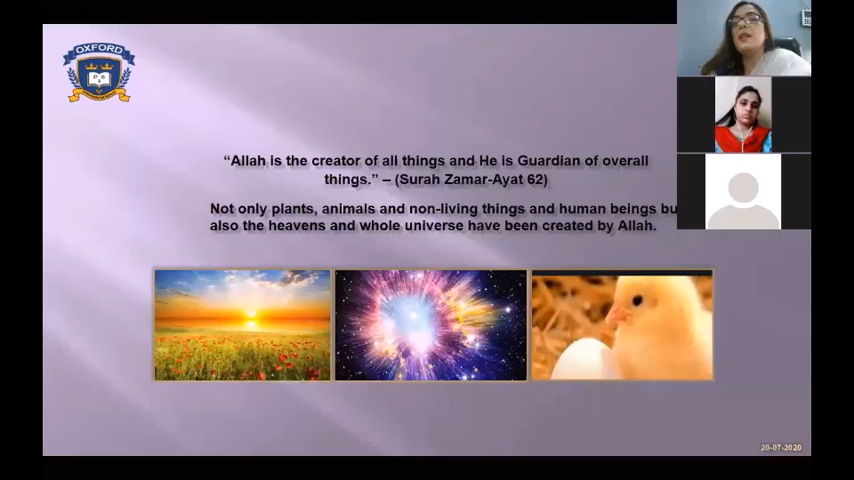 OXFORD
“Allah is the creator of all things and He is Guardian of overall
things.” – (Surah Zamar-Ayat 62)
Not only plants, animals and non-living things and human beings bu
also the heavens and whole universe have been created by Allah.
20-07-2020